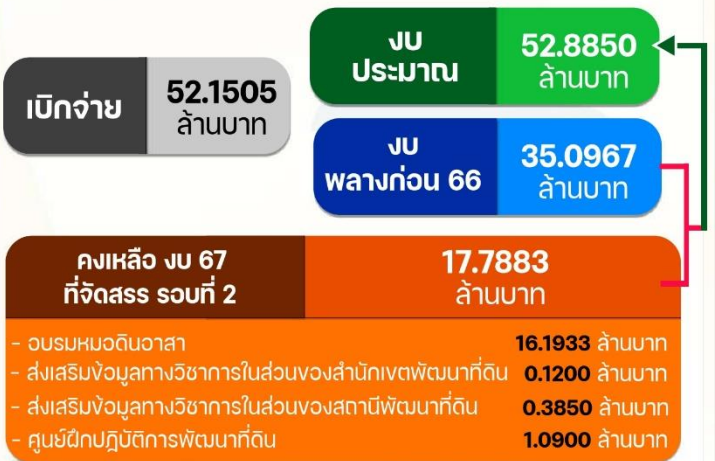 งบ
ประมาณ
52.8850
ล้านบาท
เบิกจ่าย
52.1505
ล้านบาท
งบ
พลางก่อน 66
35.0967
ล้านบาท
คงเหลือ งบ 67
ที่จัดสรร รอบที่ 2
17.7883
ล้านบาท
- อบรมหมอดินอาสา 16.1933 ล้านบาท
- ส่งเสริมข้อมูลทางวิชาการในส่วนของสำนักเขตพัฒนาที่ดิน 0.1200 ล้านบาท
- ส่งเสริมข้อมูลทางวิชาการในส่วนของสถานีพัฒนาที่ดิน 0.3850 ล้านบาท
- ศูนย์ฝึกปฏิบัติการพัฒนาที่ดิน 1.0900 ล้านบาท